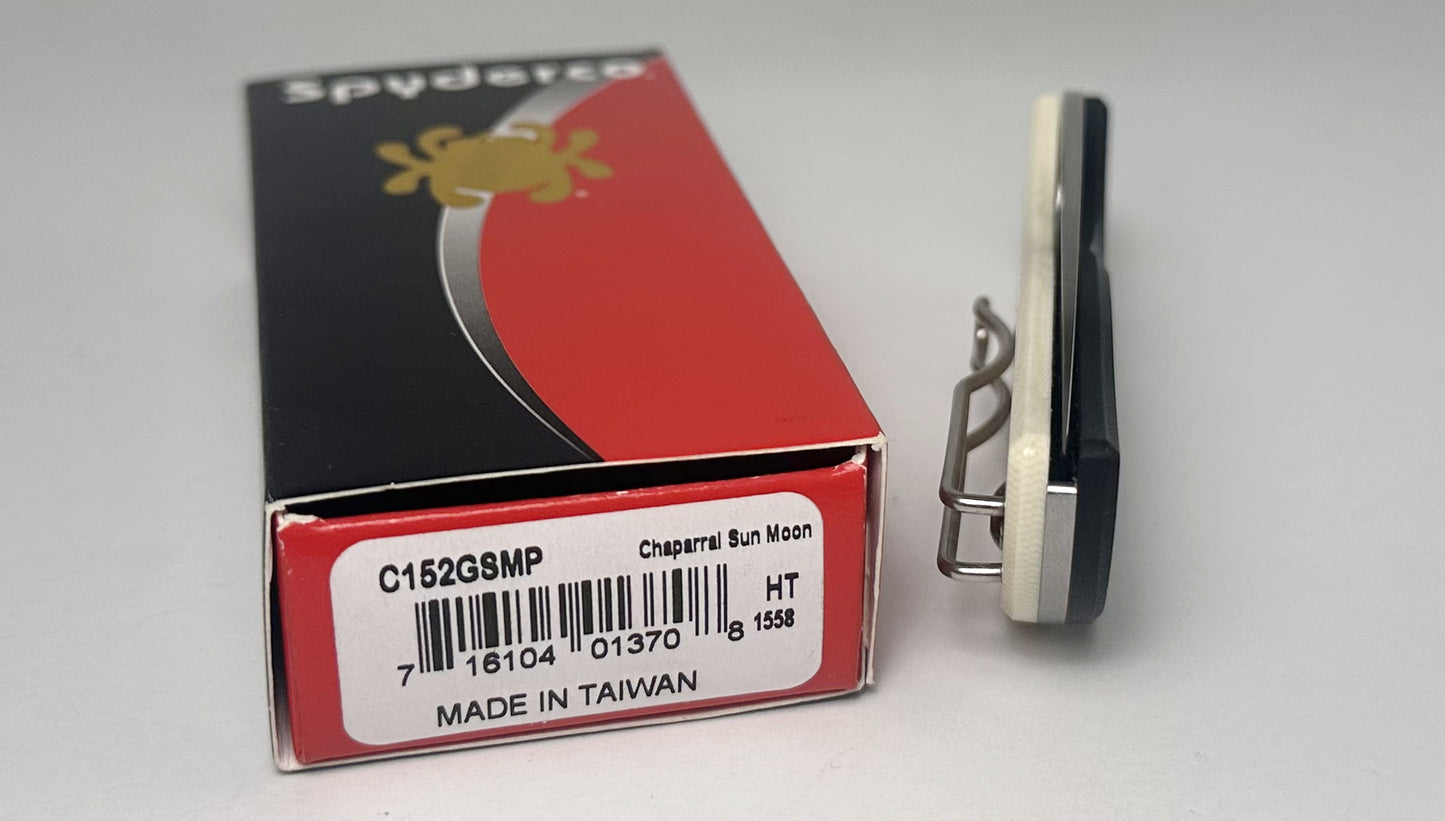 Spyderco
C152GSMP
Chaparral Sun Moon
HT
1558
7 16104 01370 8
MADE IN TAIWAN